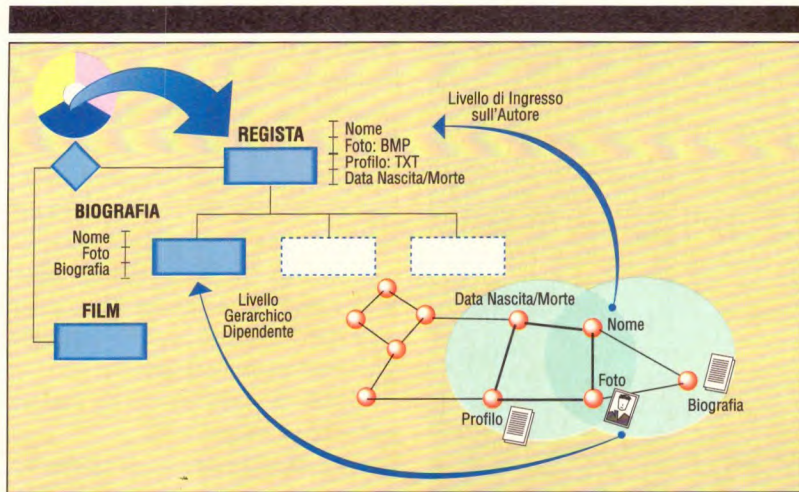 Livello di Ingresso
sull'Autore
REGISTA
Nome
Foto: BMP
Profilo: TXT
Data Nascita/Morte
BIOGRAFIA
Nome
Foto
Biografia
FILM
Livello
Gerarchico
Dipendente
Data Nascita/Morte
Nome
Foto
Profilo
Biografia